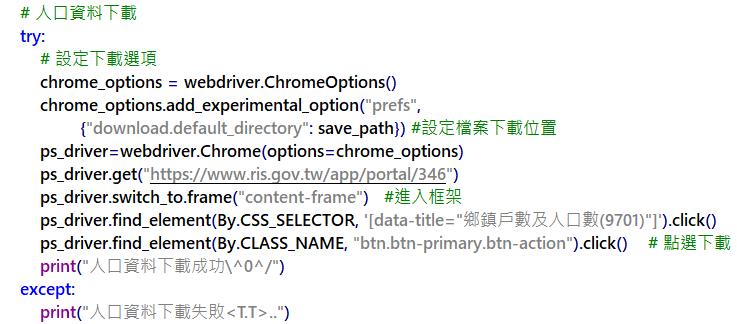 # 人口資料下載
try:
# 設定下載選項
chrome_options = webdriver.ChromeOptions()
chrome_options.add_experimental_option("prefs",
{"download.default_directory": save_path}) #設定檔案下載位置
ps_driver=webdriver.Chrome(options=chrome_options)
ps_driver.get("https://www.ris.gov.tw/app/portal/346")
ps_driver.switch_to.frame("content-frame") #進入框架
ps_driver.find_element(By.CSS_SELECTOR, '[data-title="鄉鎮戶數及人口數(9701)"]').click()
ps_driver.find_element(By.CLASS_NAME, "btn.btn-primary.btn-action").click() # 點選下載
print("人口資料下載成功\^0^/")
except:
print("人口資料下載失敗<T.T>..")